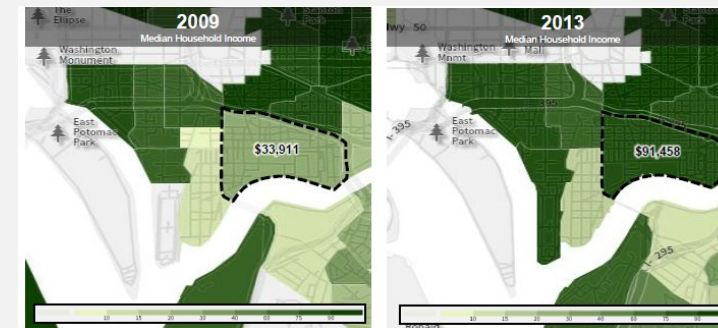 The
Ellipse
2009
Median Household Income
Washington
Monument
East
Potomac
Park
$33,911
10 15 20 30 40 60 75 90
Park
2013
Median Household Income
Hwy 50
Washington
Mnmt
Mall
I-395
East
Potomac
Park
$91,458
I-295
10 15 20 30 40 60 75 90